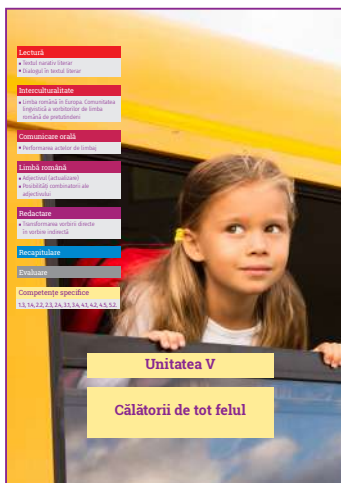 Lectură
• Textul narativ literar
• Dialogul în textul literar
Interculturalitate
• Limba română în Europa. Comunitatea
lingvistică a vorbitorilor de limba
română de pretutindeni
Comunicare orală
• Performarea actelor de limbaj
Limbă română
• Adjectivul (actualizare)
• Posibilități combinatorii ale
adjectivului
Redactare
• Transformarea vorbirii directe
în vorbire indirectă
Recapitulare
Evaluare
Competențe specifice
1.3, 1.4, 2.2, 2.3, 2.4, 3.1, 3.4, 4.1, 4.2, 4.5, 5.2.
Unitatea V
Călătorii de tot felul